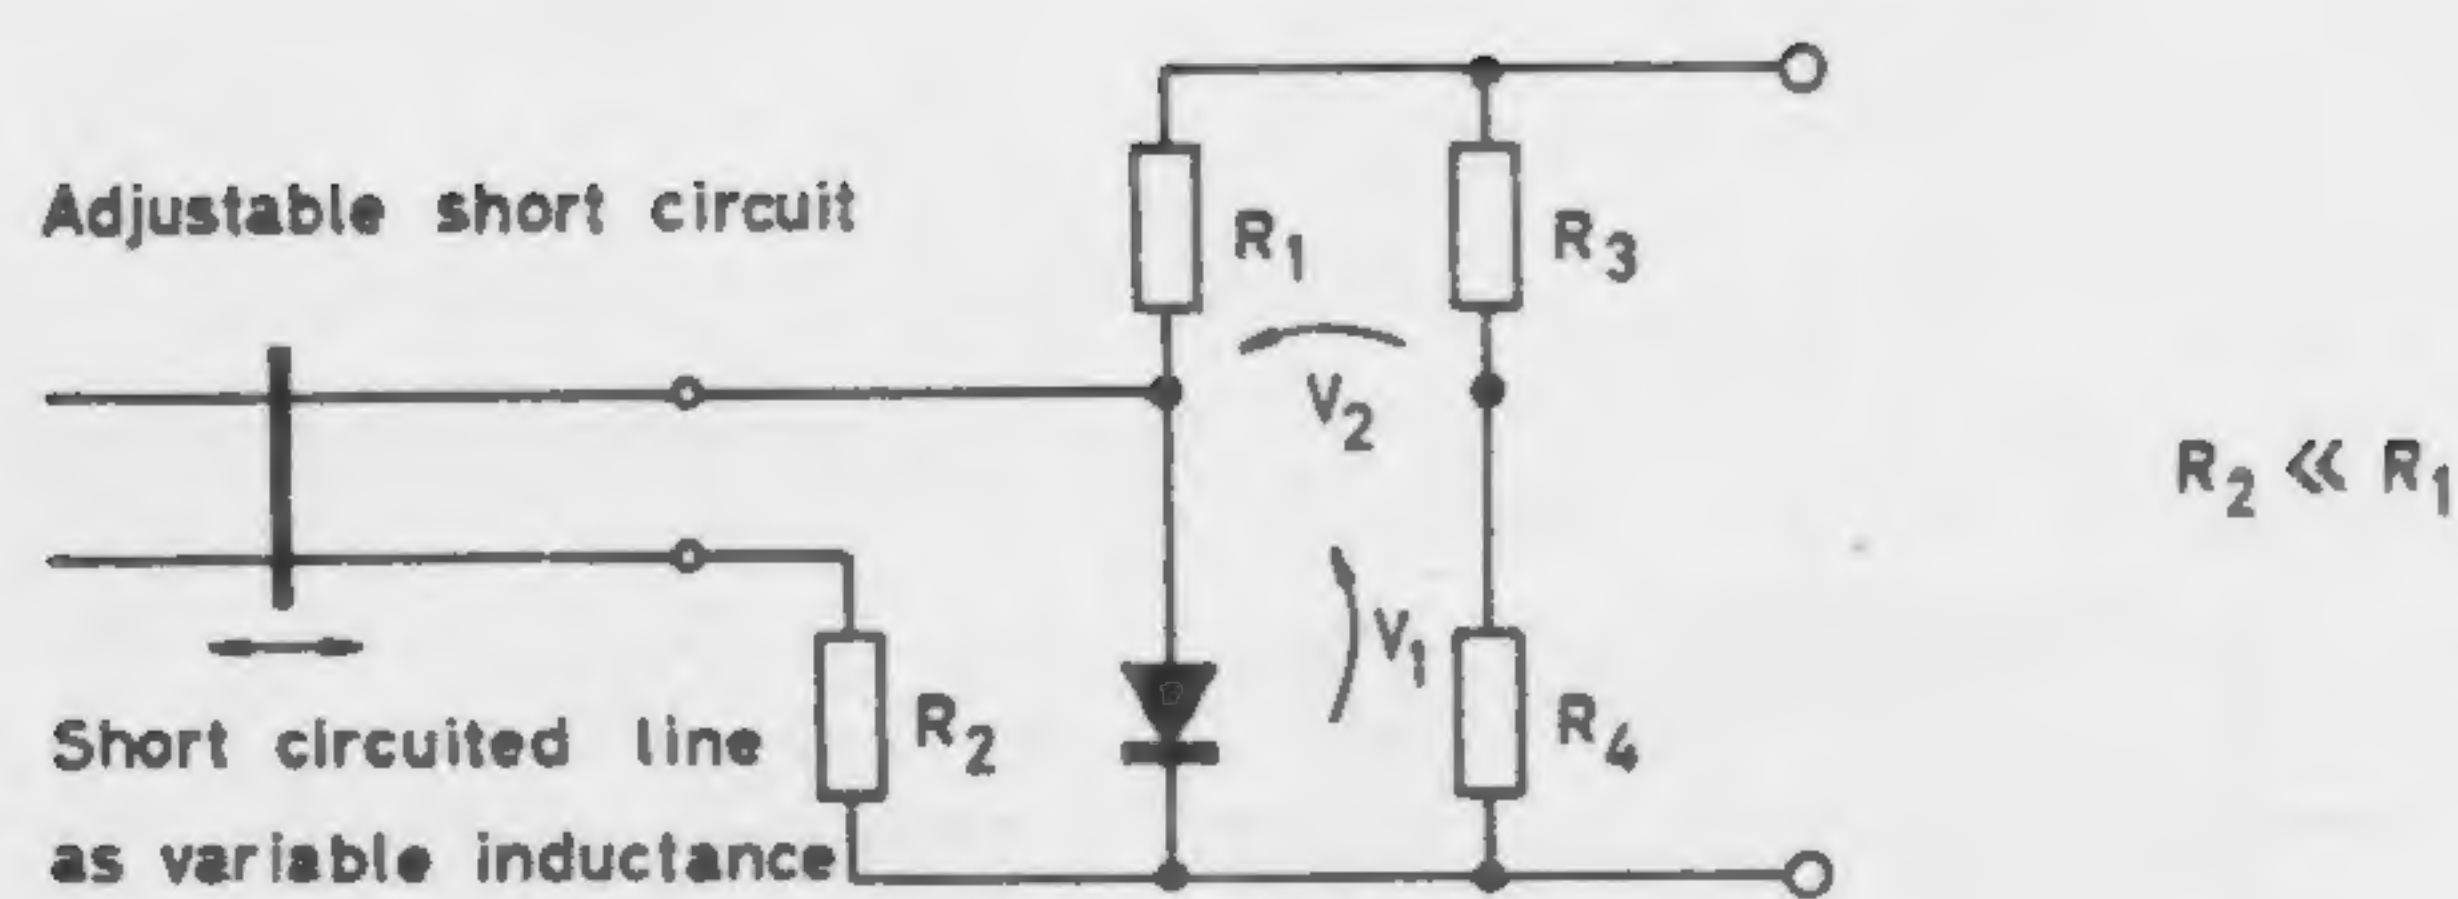 Adjustable short circuit
R1
R3
V2
R2 << R1
V1
Short circuited line
R2
R4
as variable inductance